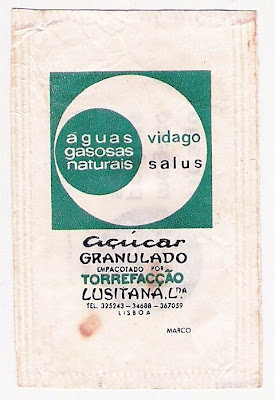 águas
gasosas
naturais
vidago
salus
açúcar
GRANULADO
EMPACOTADO POR
TORREFACÇÃO
LUSITANA, L.DA
TEL. 325243 - 34688 - 367059
LISBOA
MARCO